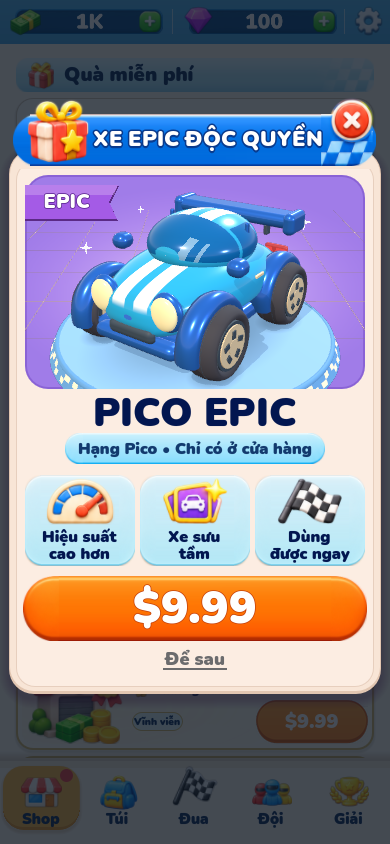 1K
100
Quà miễn phí
XE EPIC ĐỘC QUYỀN
EPIC
PICO EPIC
Hạng Pico • Chỉ có ở cửa hàng
Hiệu suất
cao hơn
Xe sưu
tầm
Dùng
được ngay
$9.99
Để sau
Vĩnh viễn
$9.99
Shop
Túi
Đua
Đội
Giải